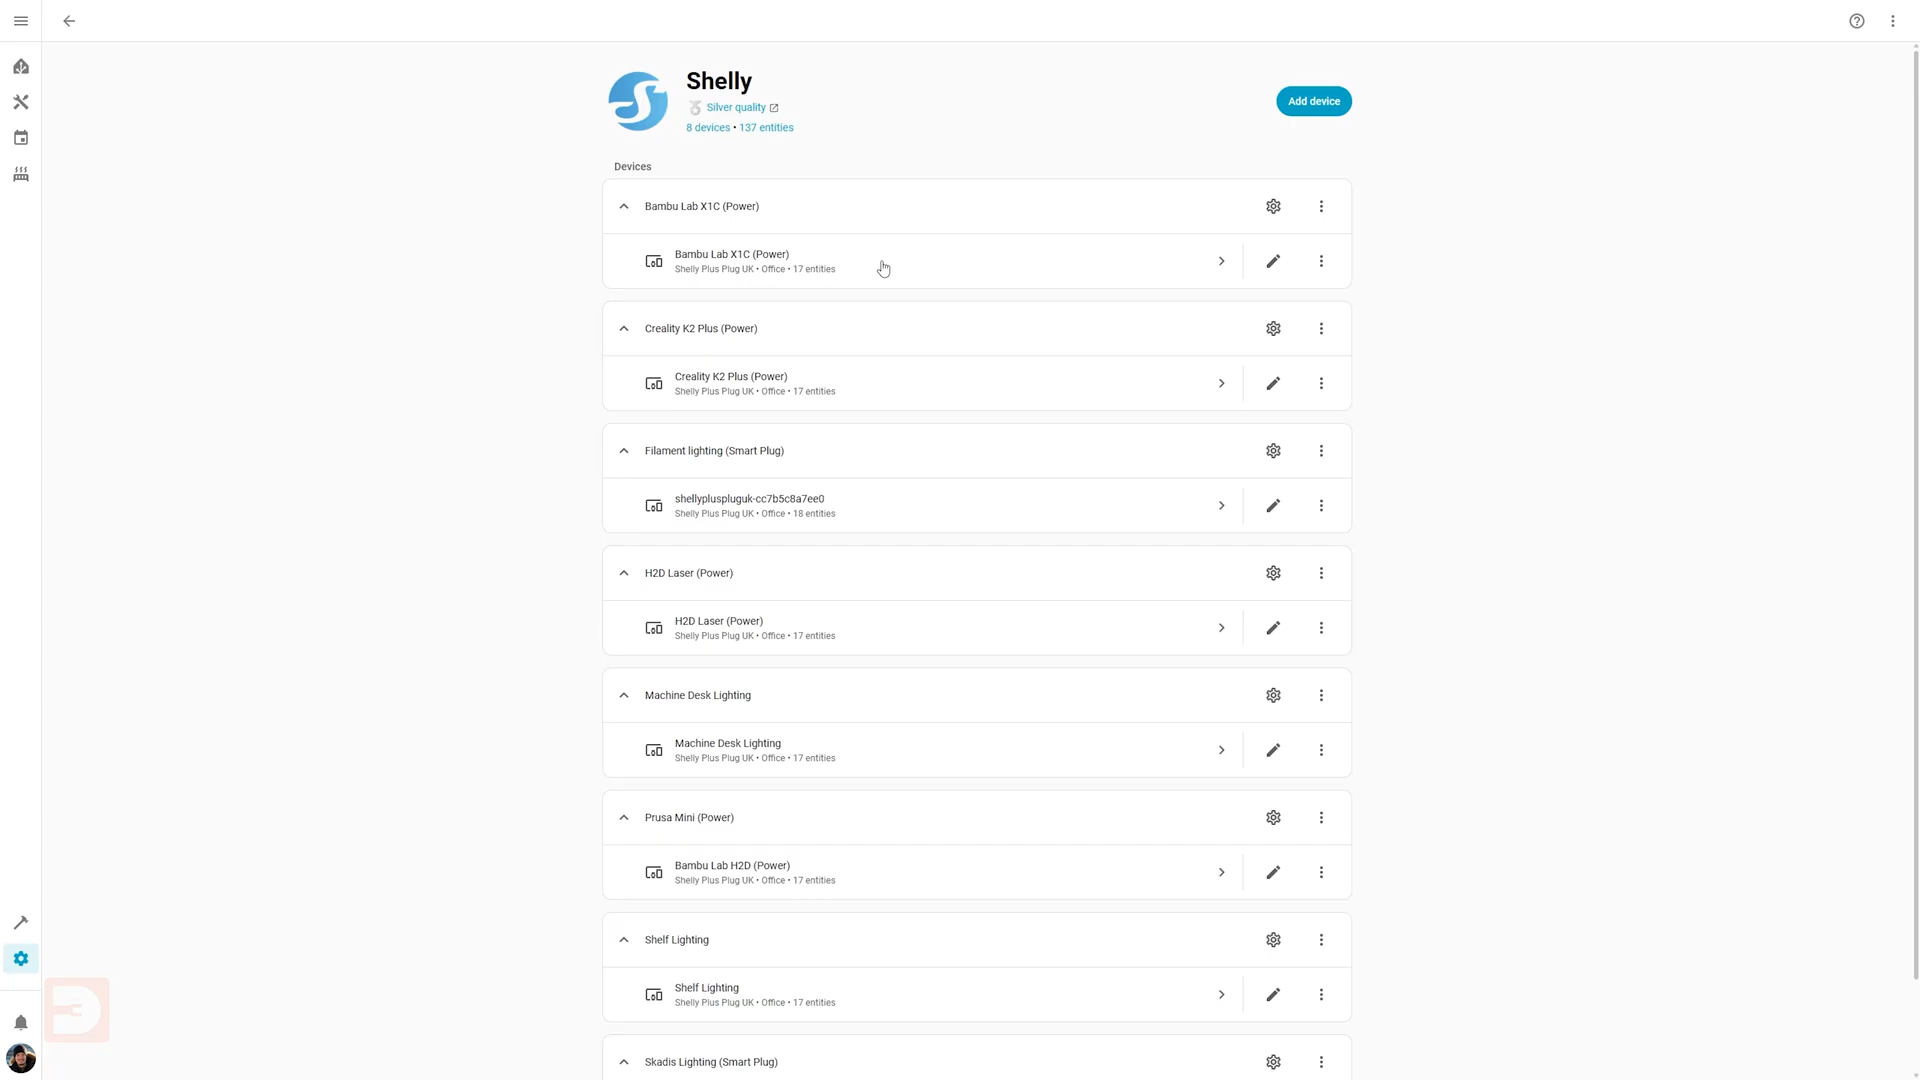 Shelly
Silver quality
8 devices • 137 entities
Add device
Devices
Bambu Lab X1C (Power)
Bambu Lab X1C (Power)
Shelly Plus Plug UK • Office • 17 entities
Creality K2 Plus (Power)
Creality K2 Plus (Power)
Shelly Plus Plug UK • Office • 17 entities
Filament lighting (Smart Plug)
shellypluspluguk-cc7b5c8a7ee0
Shelly Plus Plug UK • Office • 18 entities
H2D Laser (Power)
H2D Laser (Power)
Shelly Plus Plug UK • Office • 17 entities
Machine Desk Lighting
Machine Desk Lighting
Shelly Plus Plug UK • Office • 17 entities
Prusa Mini (Power)
Bambu Lab H2D (Power)
Shelly Plus Plug UK • Office • 17 entities
Shelf Lighting
Shelf Lighting
Shelly Plus Plug UK • Office • 17 entities
Skadis Lighting (Smart Plug)